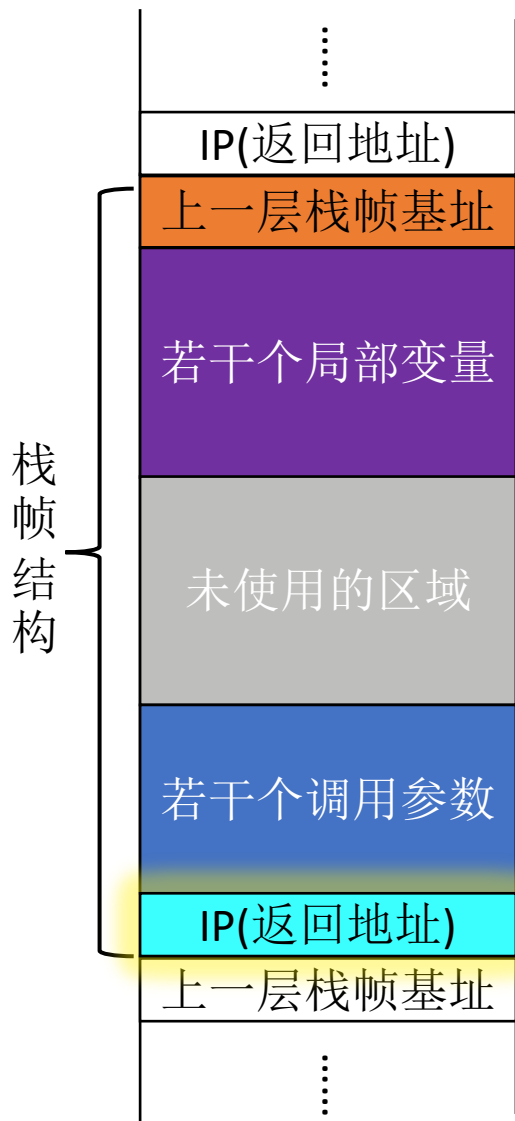 ……
IP(返回地址)
上一层栈帧基址
若干个局部变量
栈帧结构
未使用的区域
若干个调用参数
IP(返回地址)
上一层栈帧基址
……